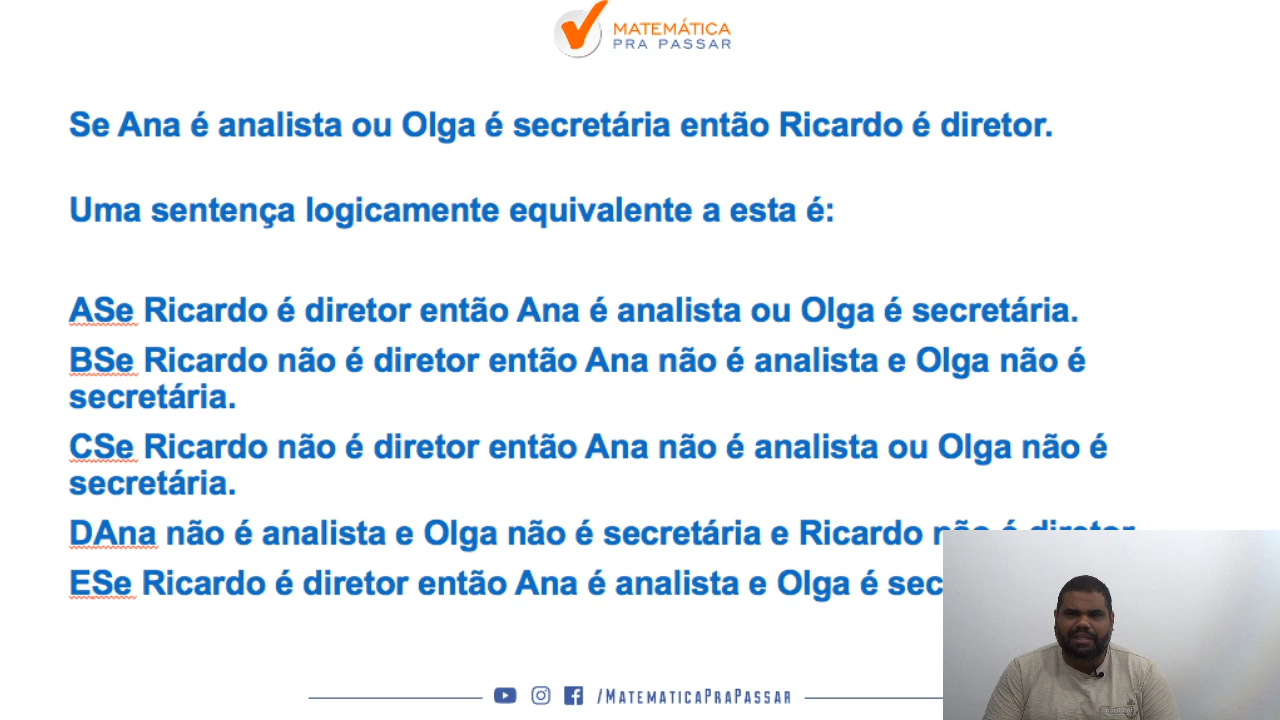 MATEMÁTICA
PRA PASSAR
Se Ana é analista ou Olga é secretária então Ricardo é diretor.
Uma sentença logicamente equivalente a esta é:
ASe Ricardo é diretor então Ana é analista ou Olga é secretária.
BSe Ricardo não é diretor então Ana não é analista e Olga não é
secretária.
CSe Ricardo não é diretor então Ana não é analista ou Olga não é
secretária.
DAna não é analista e Olga não é secretária e Ricardo não é diretor
ESe Ricardo é diretor então Ana é analista e Olga é sec
/MATEMATICAPRAPASSAR